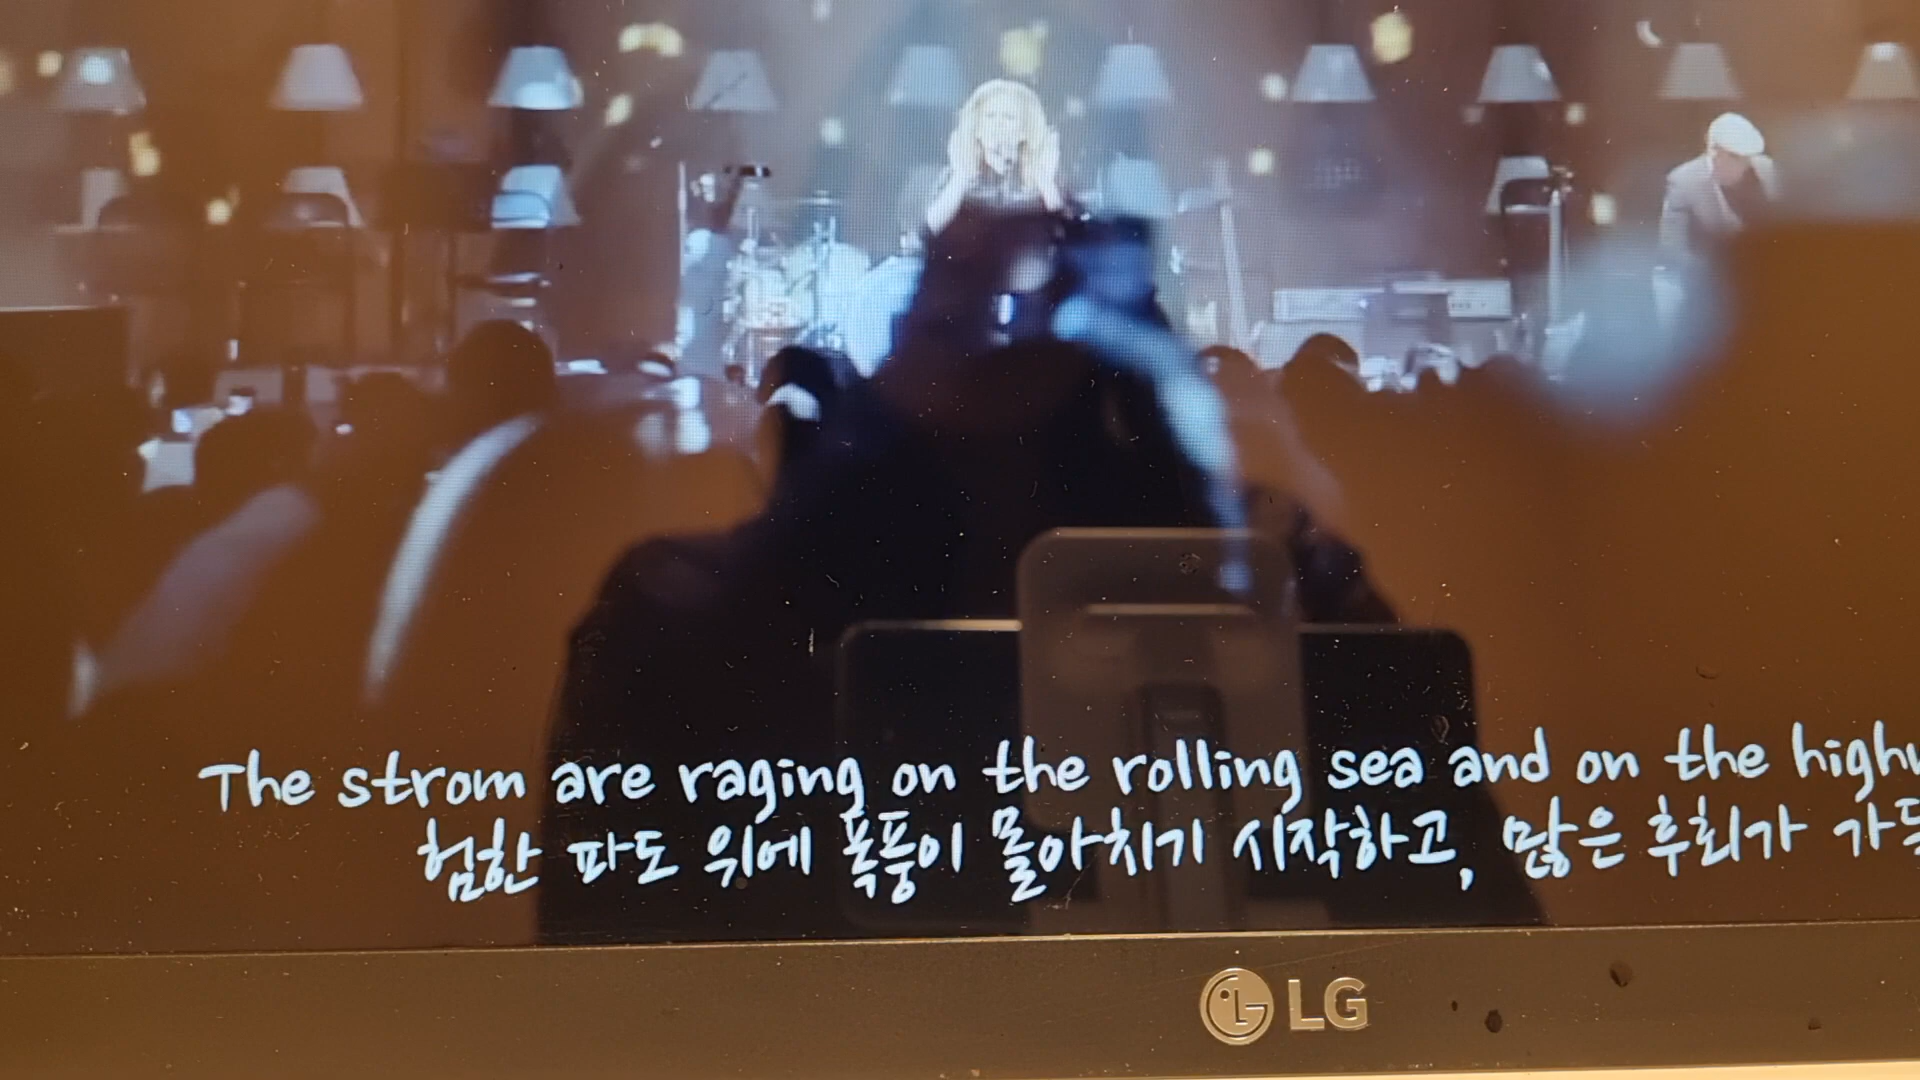 The strom are raging on the rolling sea and on the
험한 파도 위에 폭풍이 몰아치기 시작하고, 많은 후회가
LG